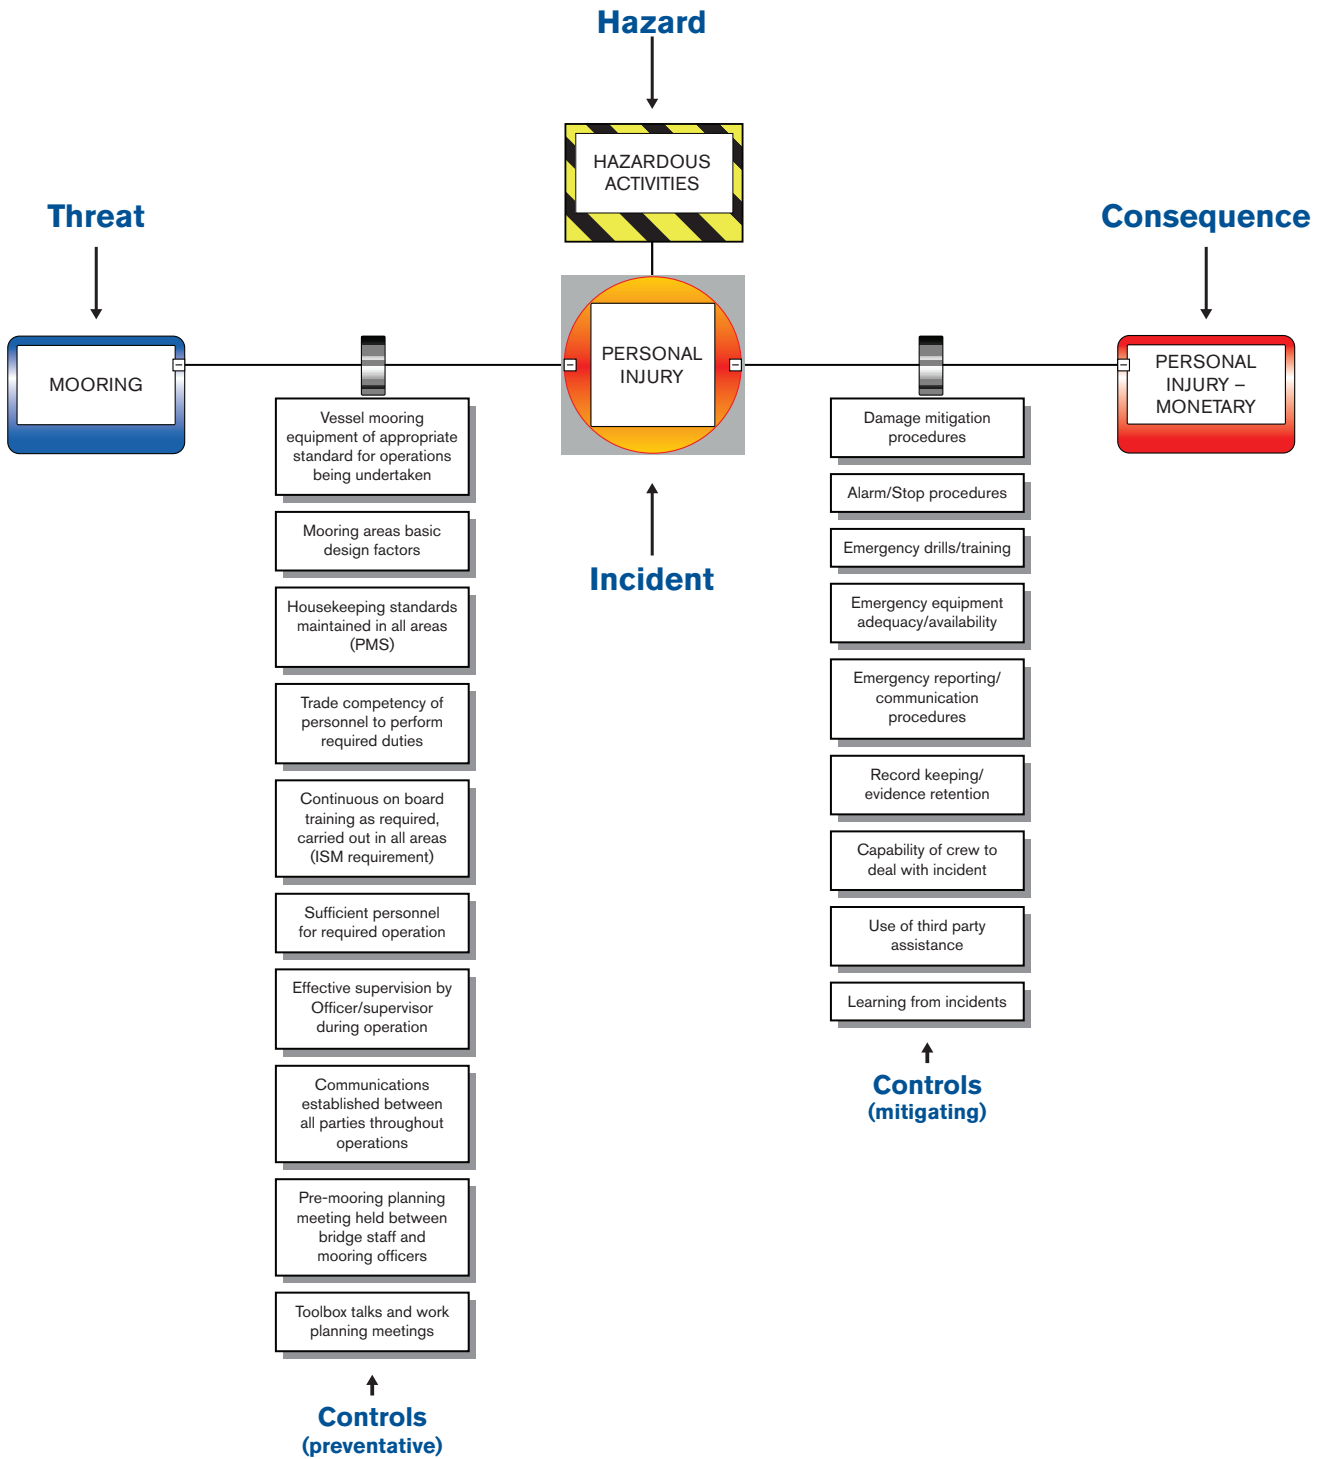 Hazard
HAZARDOUS
ACTIVITIES
Threat
Consequence
MOORING
PERSONAL
INJURY
PERSONAL
INJURY –
MONETARY
Incident
Vessel mooring
equipment of appropriate
standard for operations
being undertaken
Mooring areas basic
design factors
Housekeeping standards
maintained in all areas
(PMS)
Trade competency of
personnel to perform
required duties
Continuous on board
training as required,
carried out in all areas
(ISM requirement)
Sufficient personnel
for required operation
Effective supervision by
Officer/supervisor
during operation
Communications
established between
all parties throughout
operations
Pre-mooring planning
meeting held between
bridge staff and
mooring officers
Toolbox talks and work
planning meetings
Controls
(preventative)
Damage mitigation
procedures
Alarm/Stop procedures
Emergency drills/training
Emergency equipment
adequacy/availability
Emergency reporting/
communication
procedures
Record keeping/
evidence retention
Capability of crew to
deal with incident
Use of third party
assistance
Learning from incidents
Controls
(mitigating)